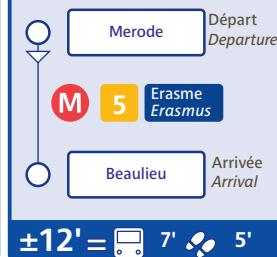 Merode
Départ
Departure
M 5 Erasme
Erasmus
Beaulieu
Arrivée
Arrival
±12'= 7' 5'